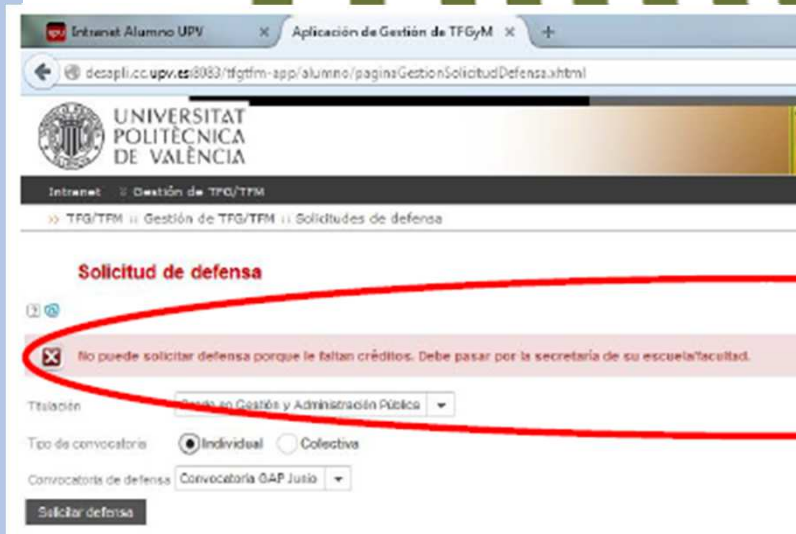 Intranet Alumno UPV × Aplicación de Gestión de TFGyM × +
desapli.cc.upv.es:8083/tfgtfm-app/alumno/paginaGestionSolicitudDefensa.xhtml
UNIVERSITAT
POLITÈCNICA
DE VALÈNCIA
Intranet :: Gestión de TFG/TFM
>> TFG/TFM :: Gestión de TFG/TFM :: Solicitudes de defensa
Solicitud de defensa
No puede solicitar defensa porque le faltan créditos. Debe pasar por la secretaría de su escuela/facultad.
Titulación Grado en Gestión y Administración Pública
Tipo de convocatoria Individual Colectiva
Convocatoria de defensa Convocatoria GAP Junio
Solicitar defensa